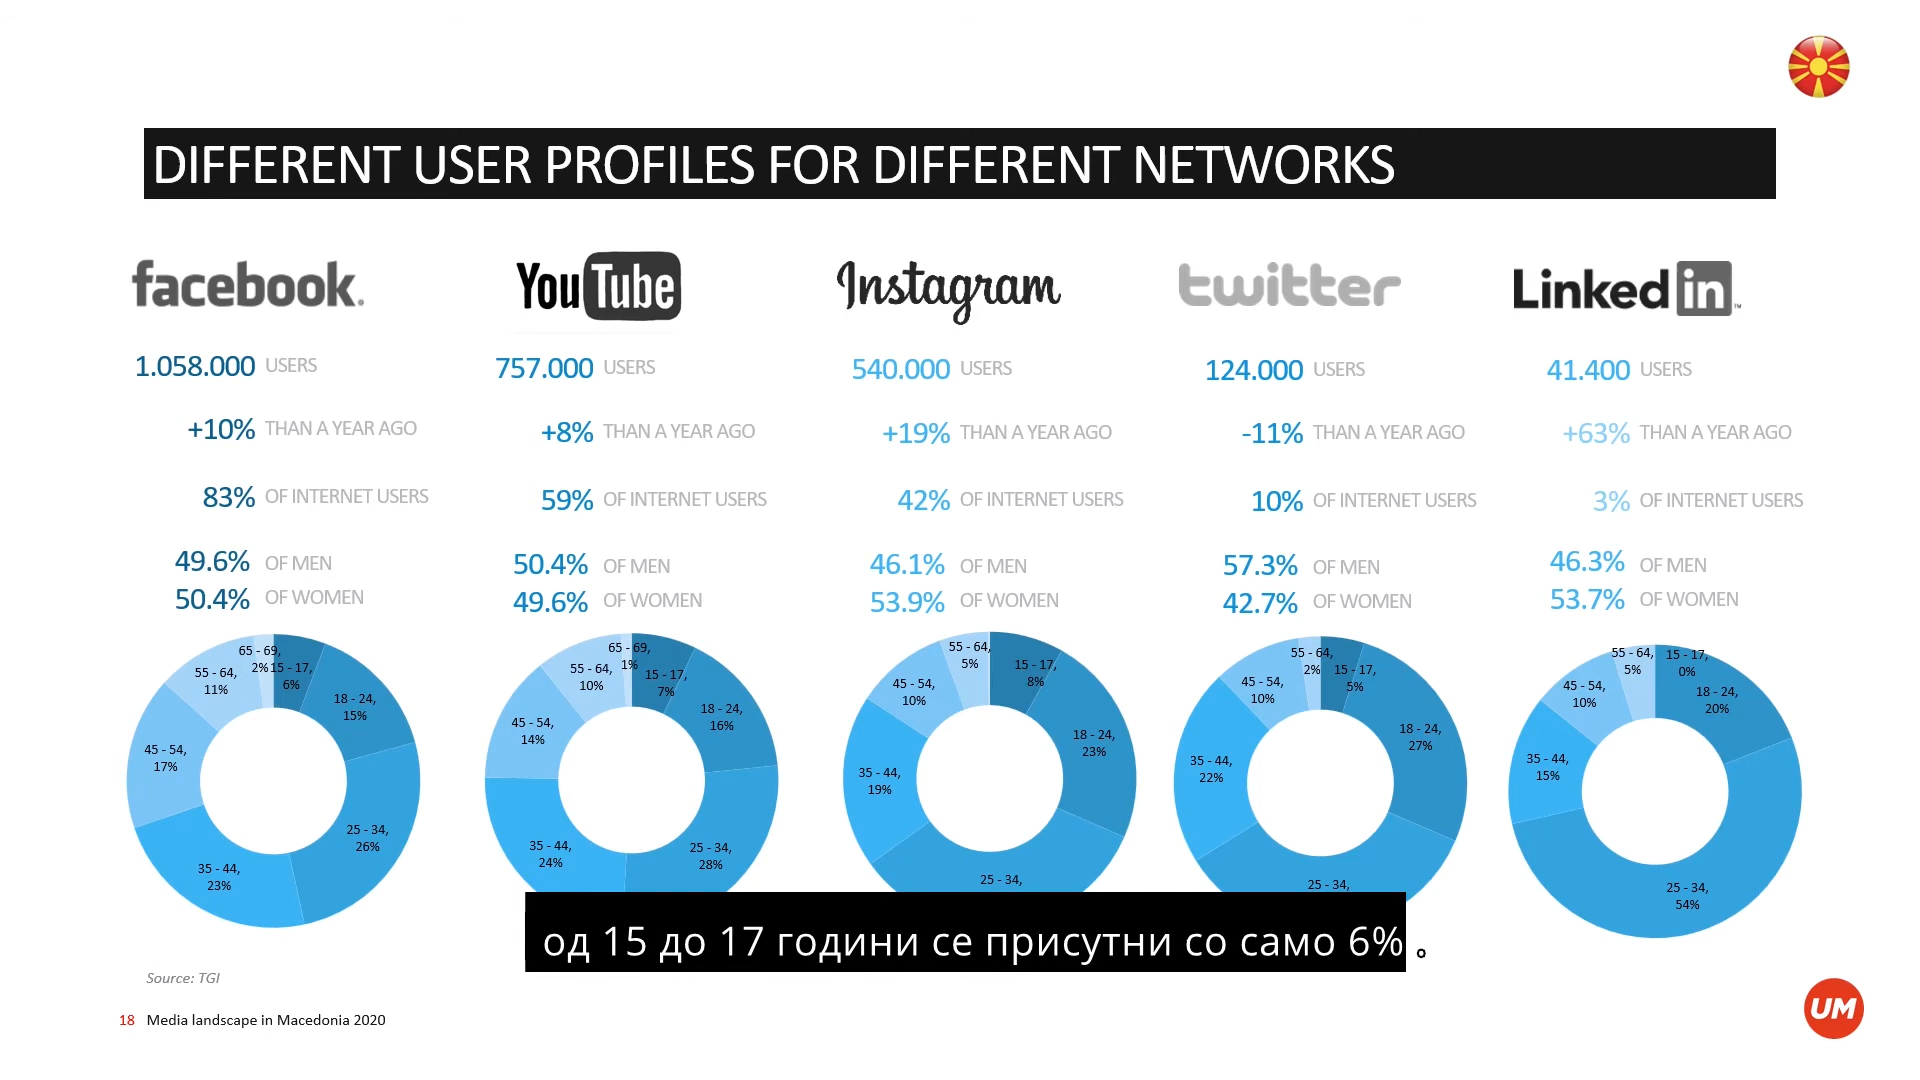 DIFFERENT USER PROFILES FOR DIFFERENT NETWORKS
facebook.
1.058.000 USERS
+10% THAN A YEAR AGO
83% OF INTERNET USERS
49.6% OF MEN
50.4% OF WOMEN
65 - 69,
2%
15 - 17,
6%
18 - 24,
15%
25 - 34,
26%
35 - 44,
23%
45 - 54,
17%
55 - 64,
11%
YouTube
757.000 USERS
+8% THAN A YEAR AGO
59% OF INTERNET USERS
50.4% OF MEN
49.6% OF WOMEN
65 - 69,
1%
15 - 17,
7%
18 - 24,
16%
25 - 34,
28%
35 - 44,
24%
45 - 54,
14%
55 - 64,
10%
Instagram
540.000 USERS
+19% THAN A YEAR AGO
42% OF INTERNET USERS
46.1% OF MEN
53.9% OF WOMEN
15 - 17,
8%
18 - 24,
23%
25 - 34,
35 - 44,
19%
45 - 54,
10%
55 - 64,
5%
twitter
124.000 USERS
-11% THAN A YEAR AGO
10% OF INTERNET USERS
57.3% OF MEN
42.7% OF WOMEN
15 - 17,
5%
18 - 24,
27%
25 - 34,
35 - 44,
22%
45 - 54,
10%
55 - 64,
2%
Linkedin™
41.400 USERS
+63% THAN A YEAR AGO
3% OF INTERNET USERS
46.3% OF MEN
53.7% OF WOMEN
15 - 17,
0%
18 - 24,
20%
25 - 34,
54%
35 - 44,
15%
45 - 54,
10%
55 - 64,
5%
од 15 до 17 години се присутни со само 6% 。
Source: TGI
18 Media landscape in Macedonia 2020
UM